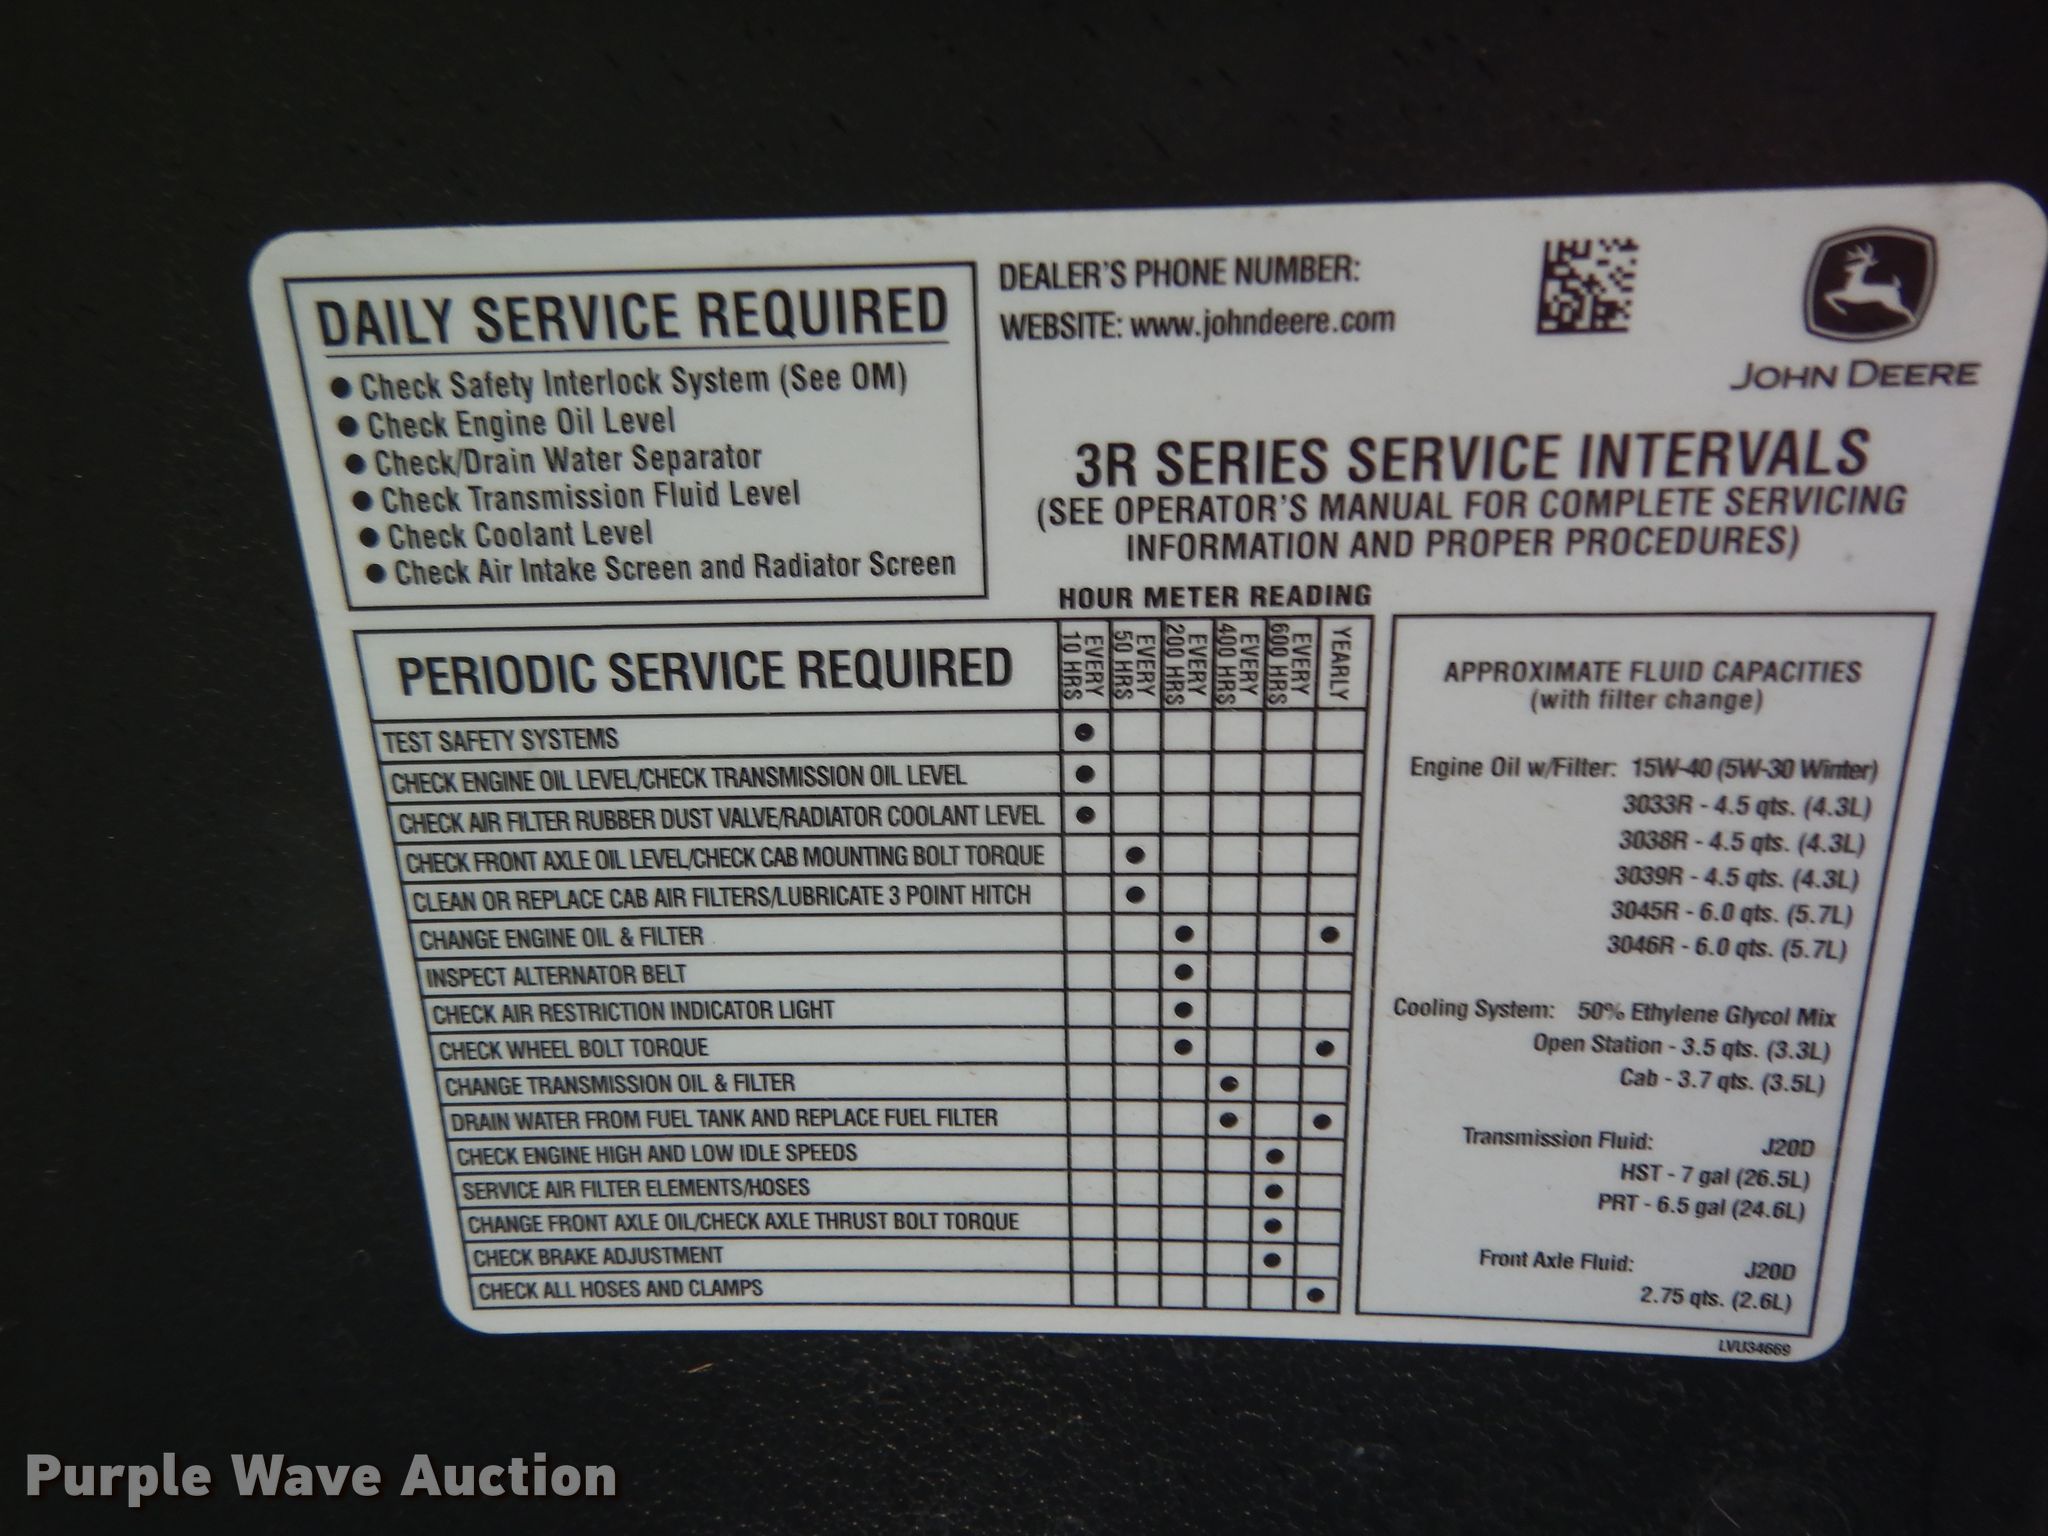 DAILY SERVICE REQUIRED
● Check Safety Interlock System (See OM)
● Check Engine Oil Level
● Check/Drain Water Separator
● Check Transmission Fluid Level
● Check Coolant Level
● Check Air Intake Screen and Radiator Screen
DEALER'S PHONE NUMBER:
WEBSITE: www.johndeere.com
JOHN DEERE
3R SERIES SERVICE INTERVALS
(SEE OPERATOR'S MANUAL FOR COMPLETE SERVICING
INFORMATION AND PROPER PROCEDURES)
HOUR METER READING
PERIODIC SERVICE REQUIRED
EVERY 10 HRS
EVERY 50 HRS
EVERY 200 HRS
EVERY 400 HRS
EVERY 600 HRS
YEARLY
TEST SAFETY SYSTEMS ●
CHECK ENGINE OIL LEVEL/CHECK TRANSMISSION OIL LEVEL ●
CHECK AIR FILTER RUBBER DUST VALVE/RADIATOR COOLANT LEVEL ●
CHECK FRONT AXLE OIL LEVEL/CHECK CAB MOUNTING BOLT TORQUE ●
CLEAN OR REPLACE CAB AIR FILTERS/LUBRICATE 3 POINT HITCH ●
CHANGE ENGINE OIL & FILTER ● ●
INSPECT ALTERNATOR BELT ●
CHECK AIR RESTRICTION INDICATOR LIGHT ●
CHECK WHEEL BOLT TORQUE ● ●
CHANGE TRANSMISSION OIL & FILTER ●
DRAIN WATER FROM FUEL TANK AND REPLACE FUEL FILTER ● ●
CHECK ENGINE HIGH AND LOW IDLE SPEEDS ●
SERVICE AIR FILTER ELEMENTS/HOSES ●
CHANGE FRONT AXLE OIL/CHECK AXLE THRUST BOLT TORQUE ●
CHECK BRAKE ADJUSTMENT ●
CHECK ALL HOSES AND CLAMPS ●
APPROXIMATE FLUID CAPACITIES
(with filter change)
Engine Oil w/Filter: 15W-40 (5W-30 Winter)
3033R - 4.5 qts. (4.3L)
3038R - 4.5 qts. (4.3L)
3039R - 4.5 qts. (4.3L)
3045R - 6.0 qts. (5.7L)
3046R - 6.0 qts. (5.7L)
Cooling System: 50% Ethylene Glycol Mix
Open Station - 3.5 qts. (3.3L)
Cab - 3.7 qts. (3.5L)
Transmission Fluid: J20D
HST - 7 gal (26.5L)
PRT - 6.5 gal (24.6L)
Front Axle Fluid: J20D
2.75 qts. (2.6L)
LVU34669
Purple Wave Auction